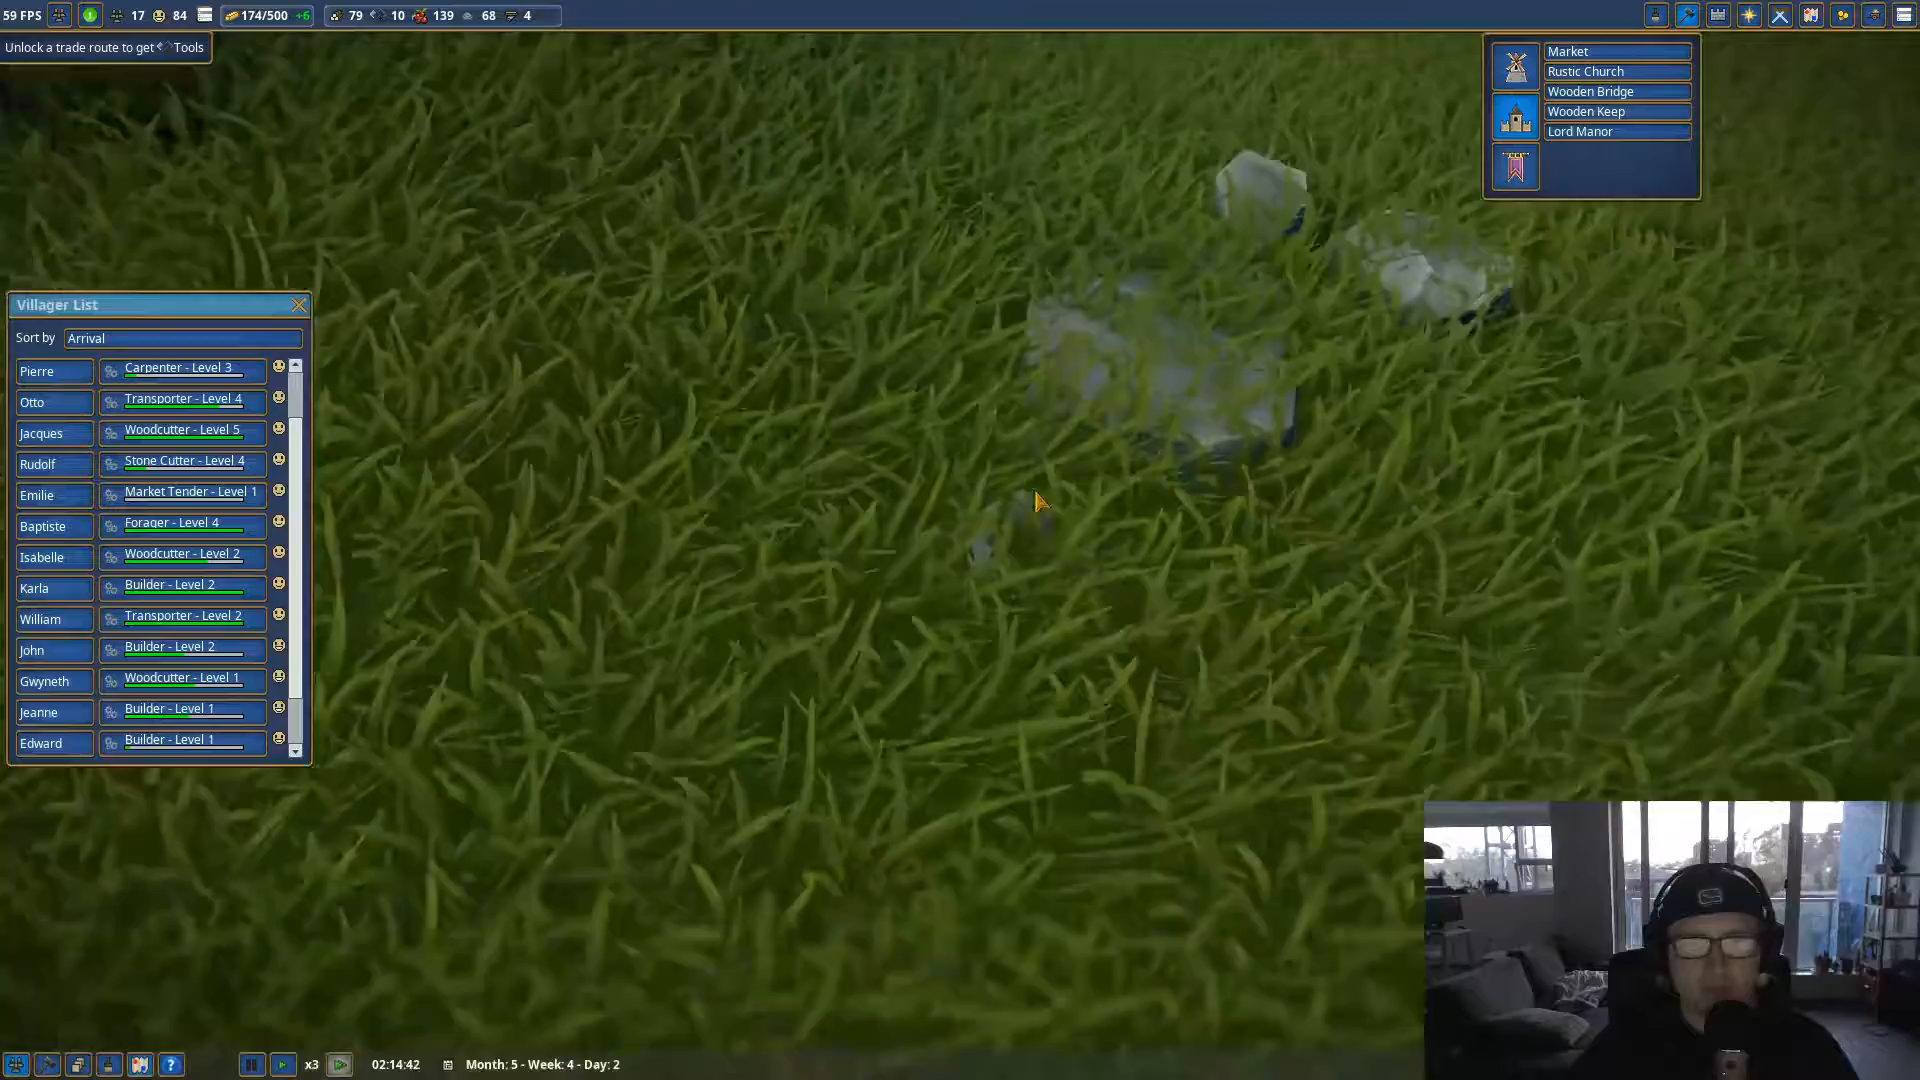 59 FPS
1
17
84
174/500 +6
79
10
139
68
4
Unlock a trade route to get Tools
Market
Rustic Church
Wooden Bridge
Wooden Keep
Lord Manor
Villager List
Sort by Arrival
Pierre Carpenter - Level 3
Otto Transporter - Level 4
Jacques Woodcutter - Level 5
Rudolf Stone Cutter - Level 4
Emilie Market Tender - Level 1
Baptiste Forager - Level 4
Isabelle Woodcutter - Level 2
Karla Builder - Level 2
William Transporter - Level 2
John Builder - Level 2
Gwyneth Woodcutter - Level 1
Jeanne Builder - Level 1
Edward Builder - Level 1
?
x3
02:14:42
Month: 5 - Week: 4 - Day: 2